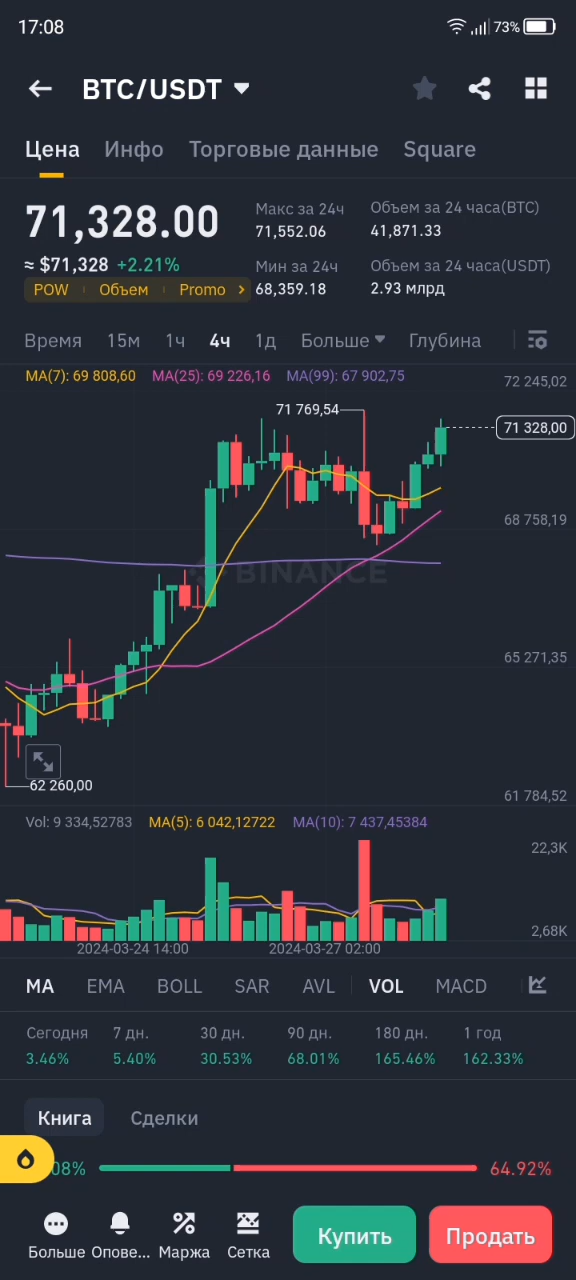 17:08
73%
BTC/USDT
Цена Инфо Торговые данные Square
71,328.00
≈ $71,328 +2.21%
POW Объем Promo
Макс за 24ч
71,552.06
Объем за 24 часа(BTC)
41,871.33
Мин за 24ч
68,359.18
Объем за 24 часа(USDT)
2.93 млрд
Время 15м 1ч 4ч 1д Больше Глубина
MA(7): 69 808,60 MA(25): 69 226,16 MA(99): 67 902,75
72 245,02
71 769,54
71 328,00
68 758,19
BINANCE
65 271,35
62 260,00
61 784,52
Vol: 9 334,52783 MA(5): 6 042,12722 MA(10): 7 437,45384
22,3K
2,68K
2024-03-24 14:00 2024-03-27 02:00
MA EMA BOLL SAR AVL VOL MACD
Сегодня 7 дн. 30 дн. 90 дн. 180 дн. 1 год
3.46% 5.40% 30.53% 68.01% 165.46% 162.33%
Книга Сделки
08% 64.92%
Больше Опове... Маржа Сетка
Купить Продать